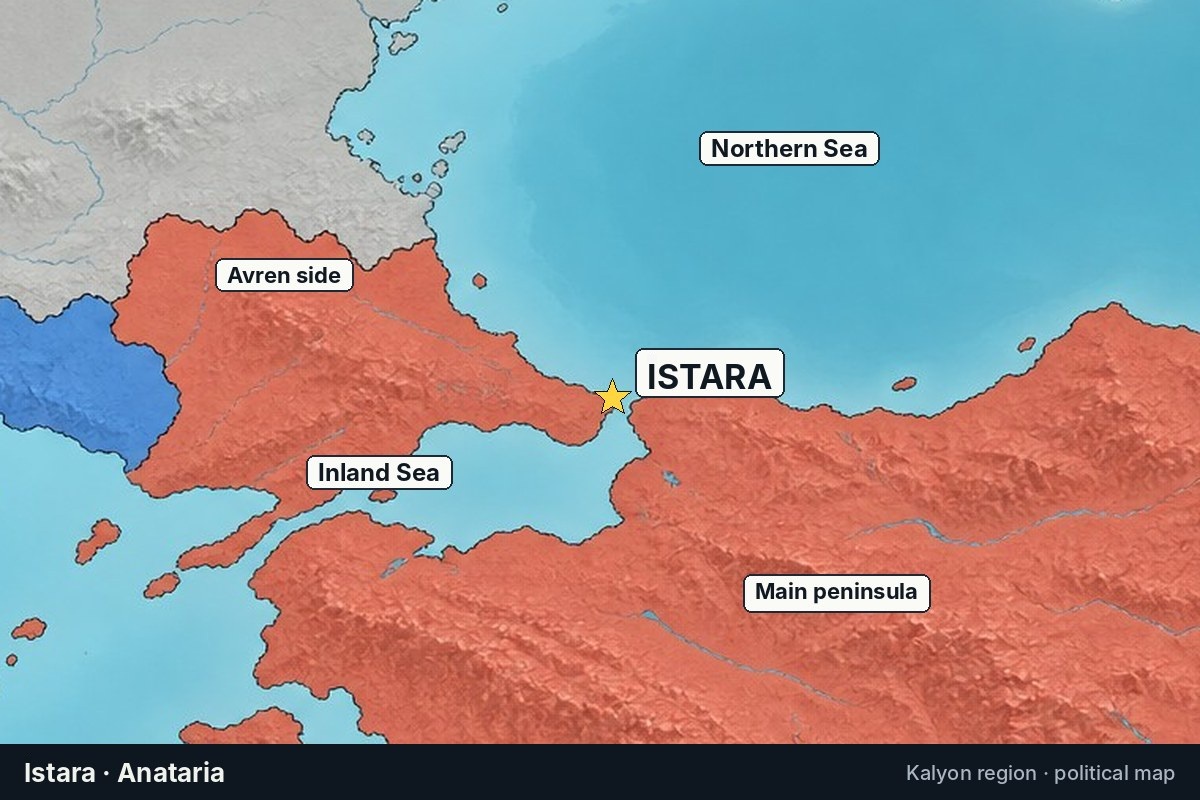 Northern Sea
Avren side
ISTARA
Inland Sea
Main peninsula
Istara · Anataria
Kalyon region · political map